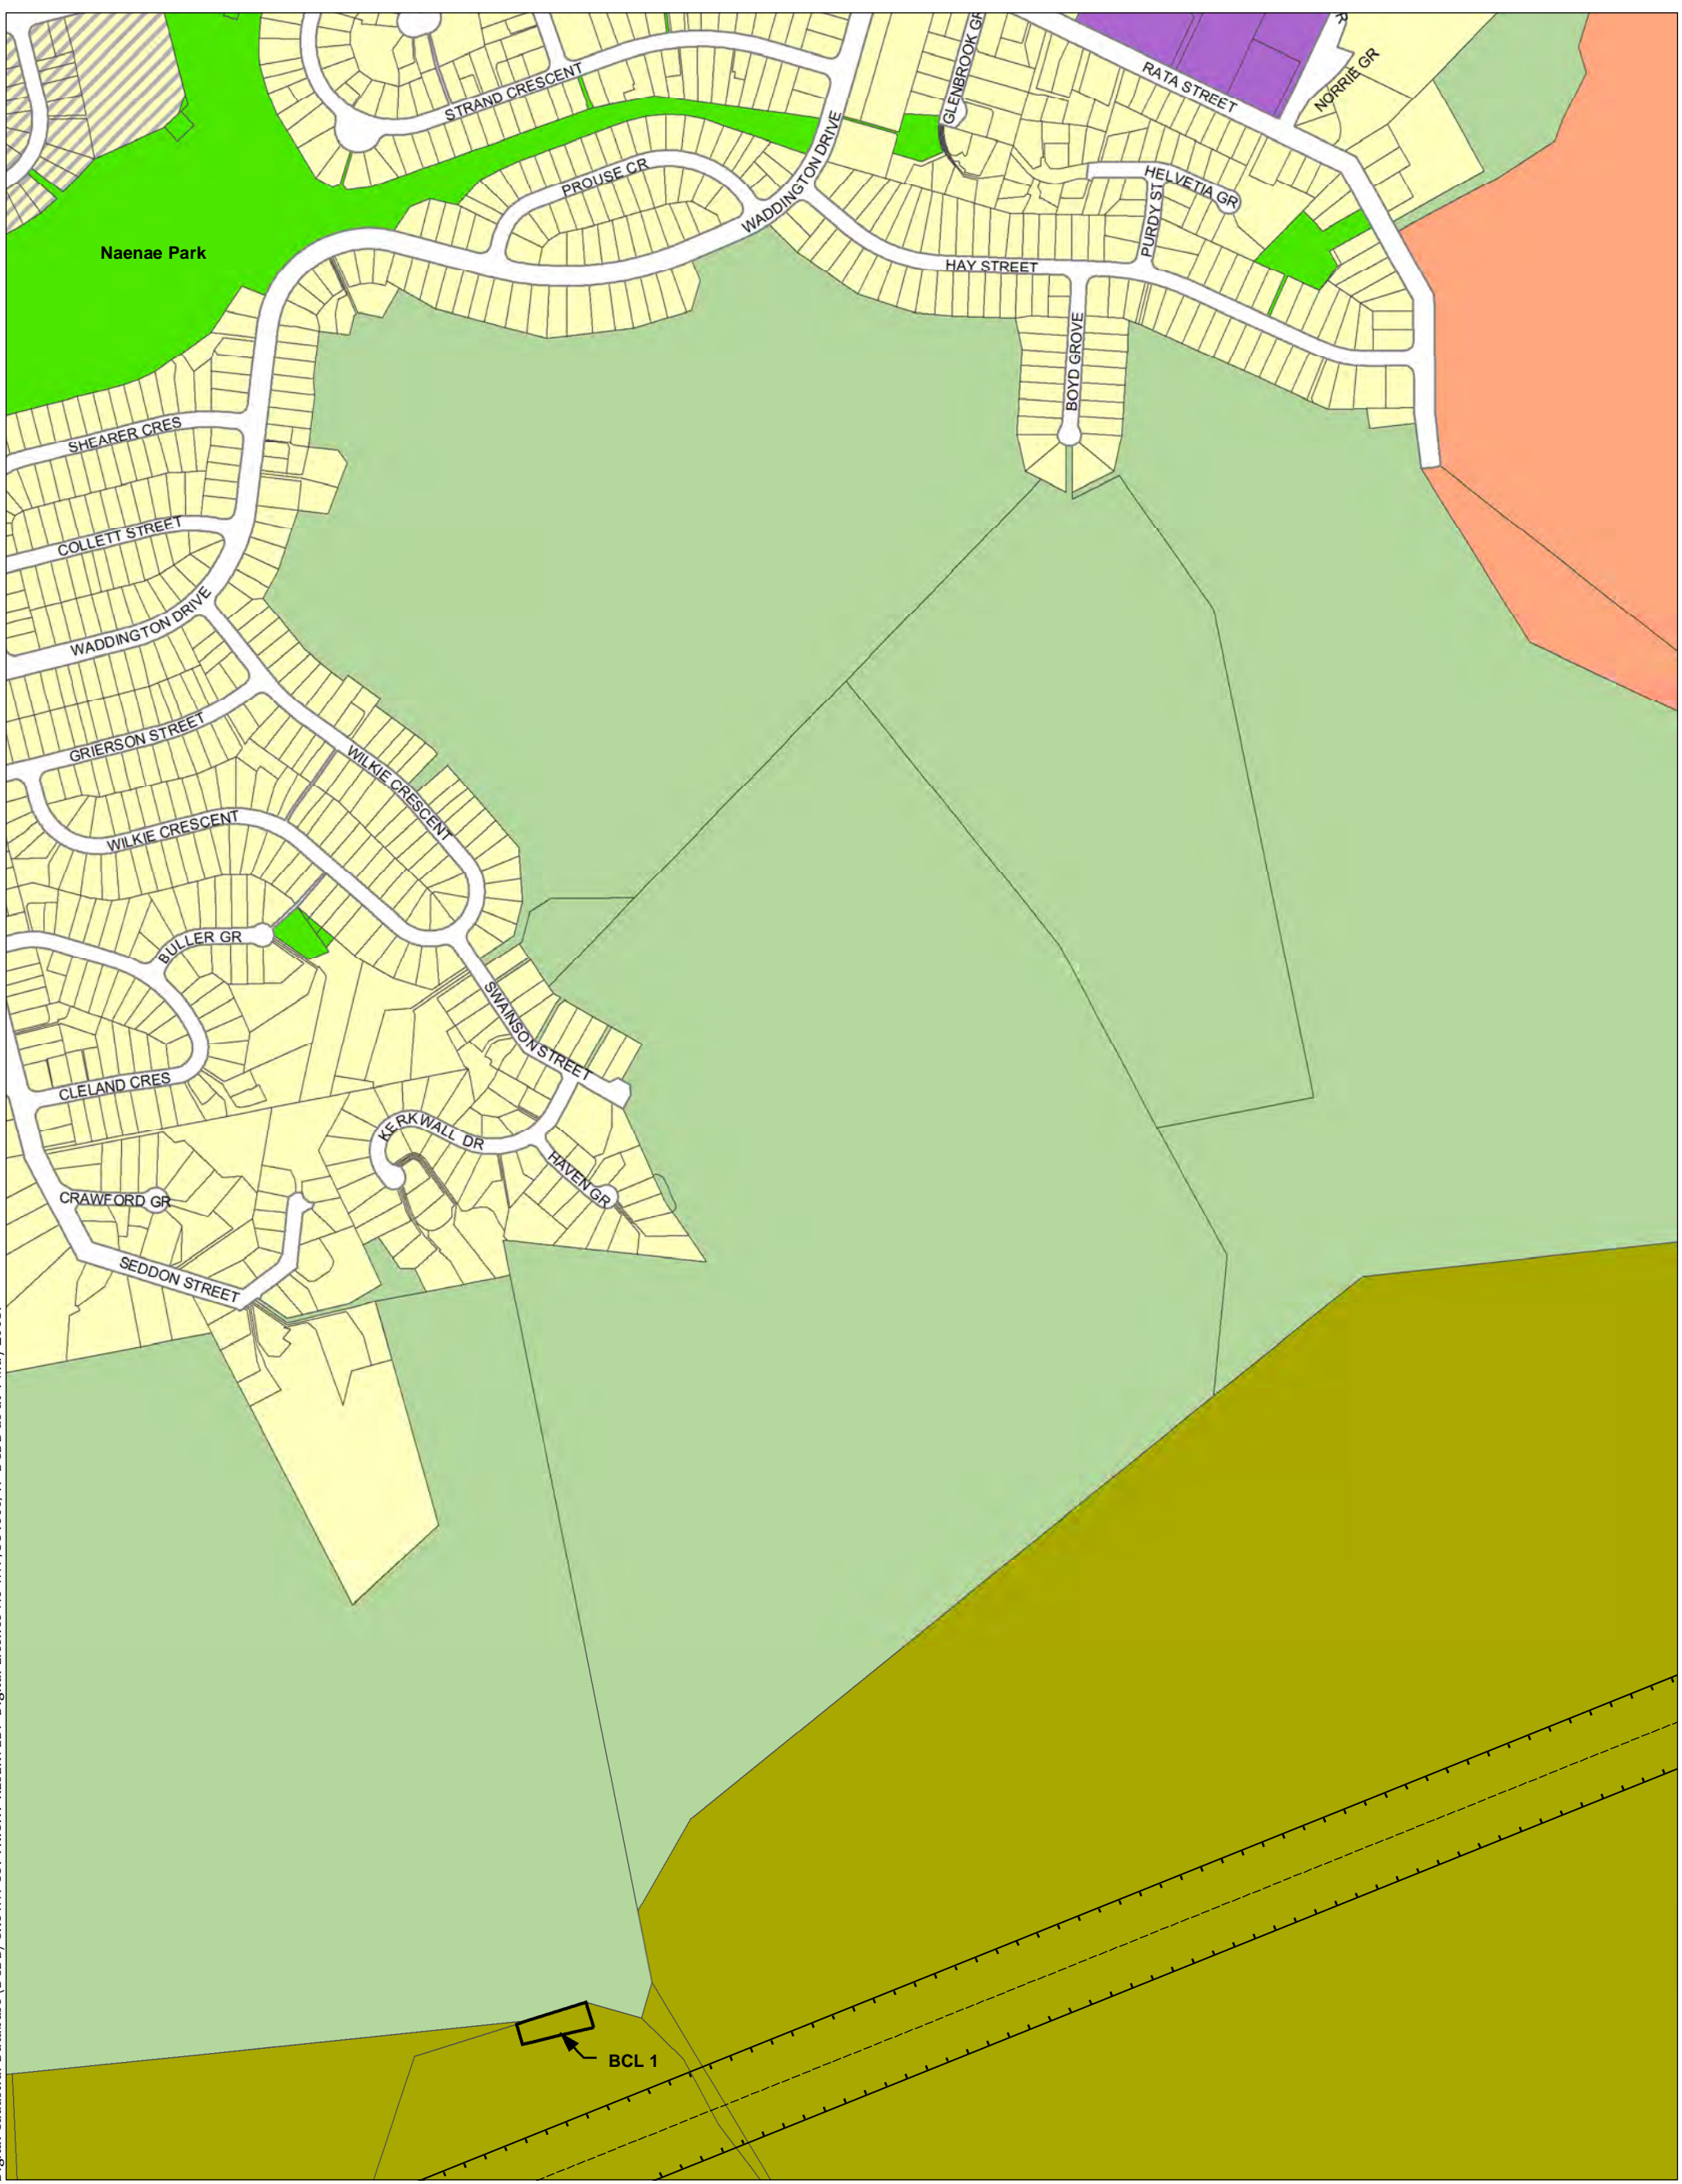 GLENBROOK GR
RATA STREET
NORRIE GR
STRAND CRESCENT
WADDINGTON DRIVE
PROUSE CR
HELVETIA GR
PURDY ST
Naenae Park
HAY STREET
BOYD GROVE
SHEARER CRES
COLLETT STREET
WADDINGTON DRIVE
GRIERSON STREET
WILKIE CRESCENT
WILKIE CRESCENT
BULLER GR
SWAINSON STREET
CLELAND CRES
KERKWALL DR
HAVEN GR
CRAWFORD GR
SEDDON STREET
BCL 1